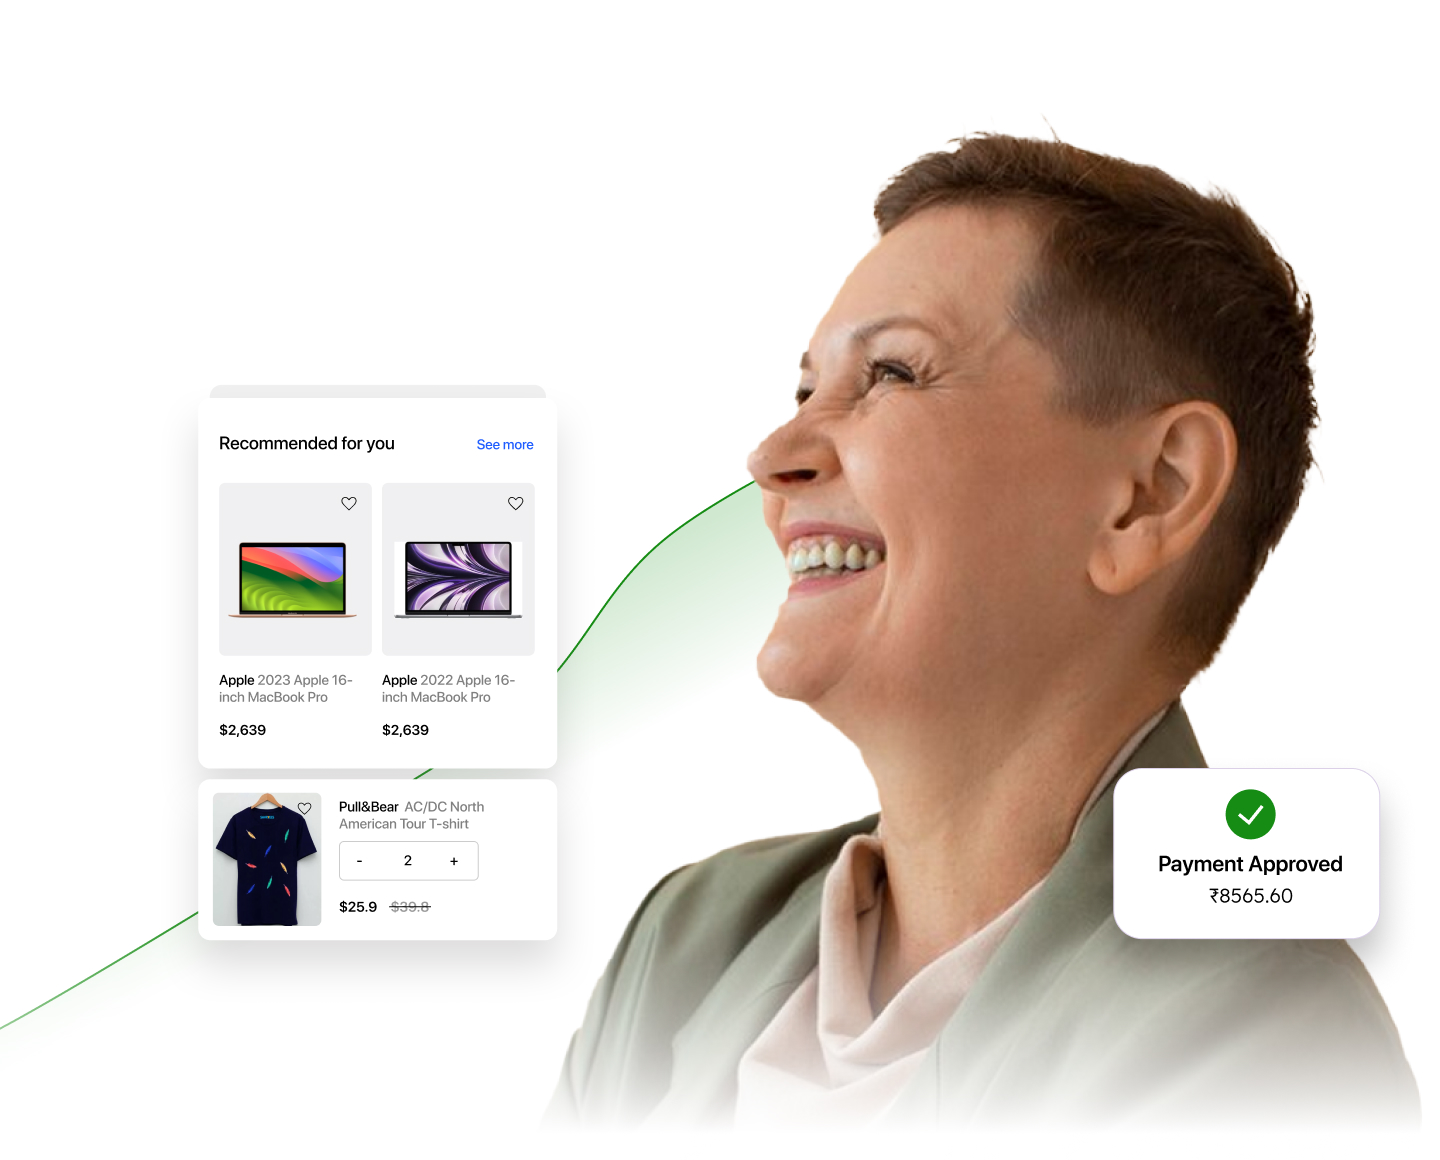 Recommended for you
See more
Apple 2023 Apple 16-
inch MacBook Pro
$2,639
Apple 2022 Apple 16-
inch MacBook Pro
$2,639
Pull&Bear AC/DC North
American Tour T-shirt
- 2 +
$25.9 $39.8
Payment Approved
₹8565.60